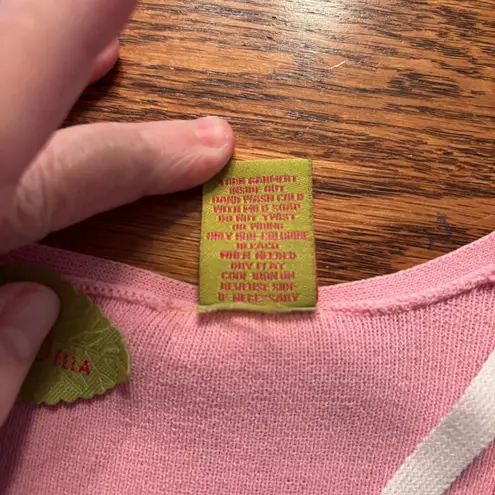 TURN GARMENT
INSIDE OUT
HAND WASH COLD
WITH MILD SOAP
DO NOT TWIST
OR WRING
ONLY NON-CHLORINE
BLEACH
WHEN NEEDED
DRY FLAT
COOL IRON ON
REVERSE SIDE
IF NECESSARY